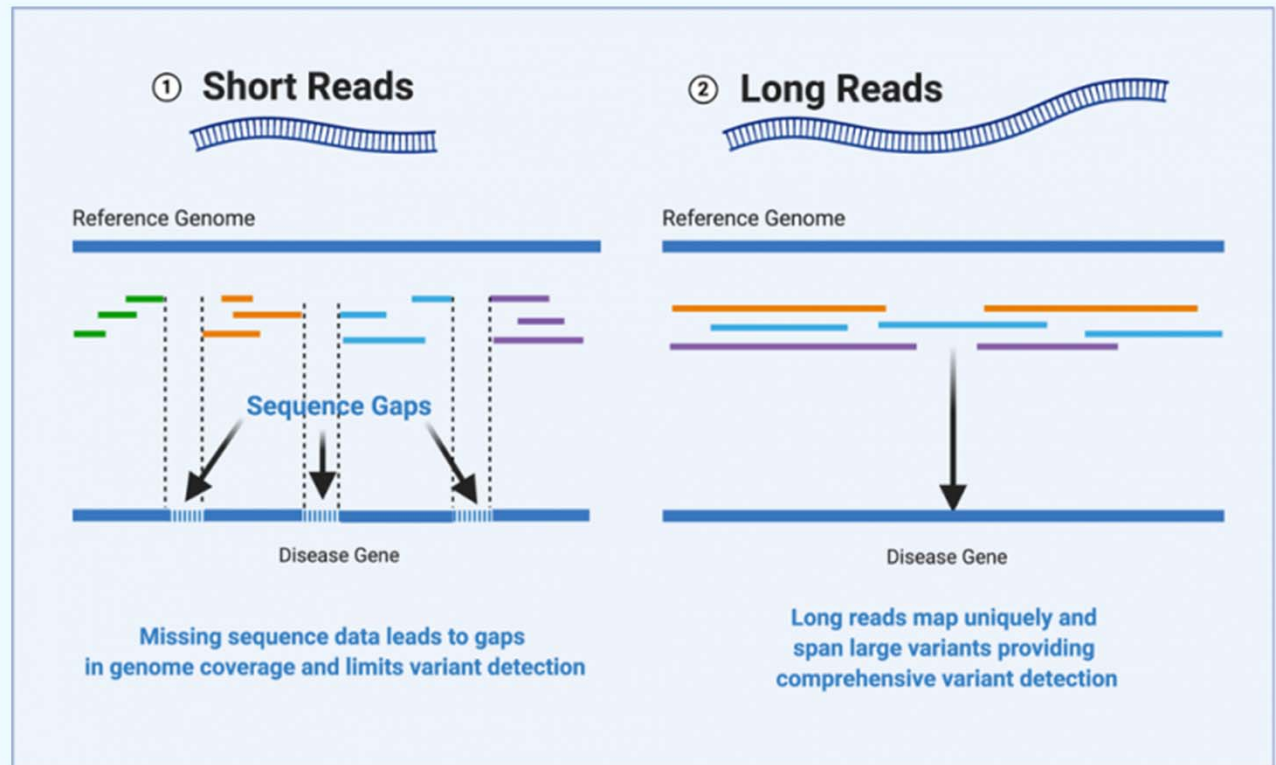 1 Short Reads
Reference Genome
Sequence Gaps
Disease Gene
Missing sequence data leads to gaps
in genome coverage and limits variant detection
2 Long Reads
Reference Genome
Disease Gene
Long reads map uniquely and
span large variants providing
comprehensive variant detection